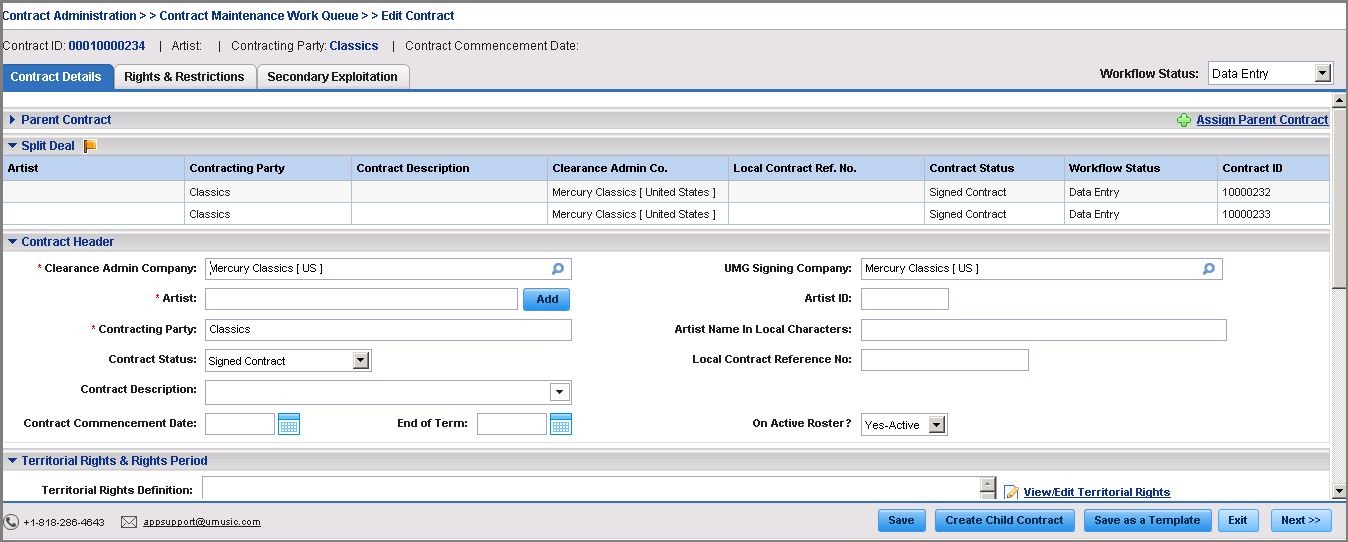 Contract Administration > > Contract Maintenance Work Queue > > Edit Contract
Contract ID: 00010000234 | Artist: | Contracting Party: Classics | Contract Commencement Date:
Contract Details Rights & Restrictions Secondary Exploitation Workflow Status: Data Entry
Parent Contract Assign Parent Contract
Split Deal
Artist Contracting Party Contract Description Clearance Admin Co. Local Contract Ref. No. Contract Status Workflow Status Contract ID
Classics Mercury Classics [ United States ] Signed Contract Data Entry 10000232
Classics Mercury Classics [ United States ] Signed Contract Data Entry 10000233
Contract Header
* Clearance Admin Company: Mercury Classics [ US ] UMG Signing Company: Mercury Classics [ US ]
* Artist: Add Artist ID:
* Contracting Party: Classics Artist Name In Local Characters:
Contract Status: Signed Contract Local Contract Reference No:
Contract Description:
Contract Commencement Date: End of Term: On Active Roster? Yes-Active
Territorial Rights & Rights Period
Territorial Rights Definition: View/Edit Territorial Rights
+1-818-286-4643 appsupport@umusic.com Save Create Child Contract Save as a Template Exit Next >>